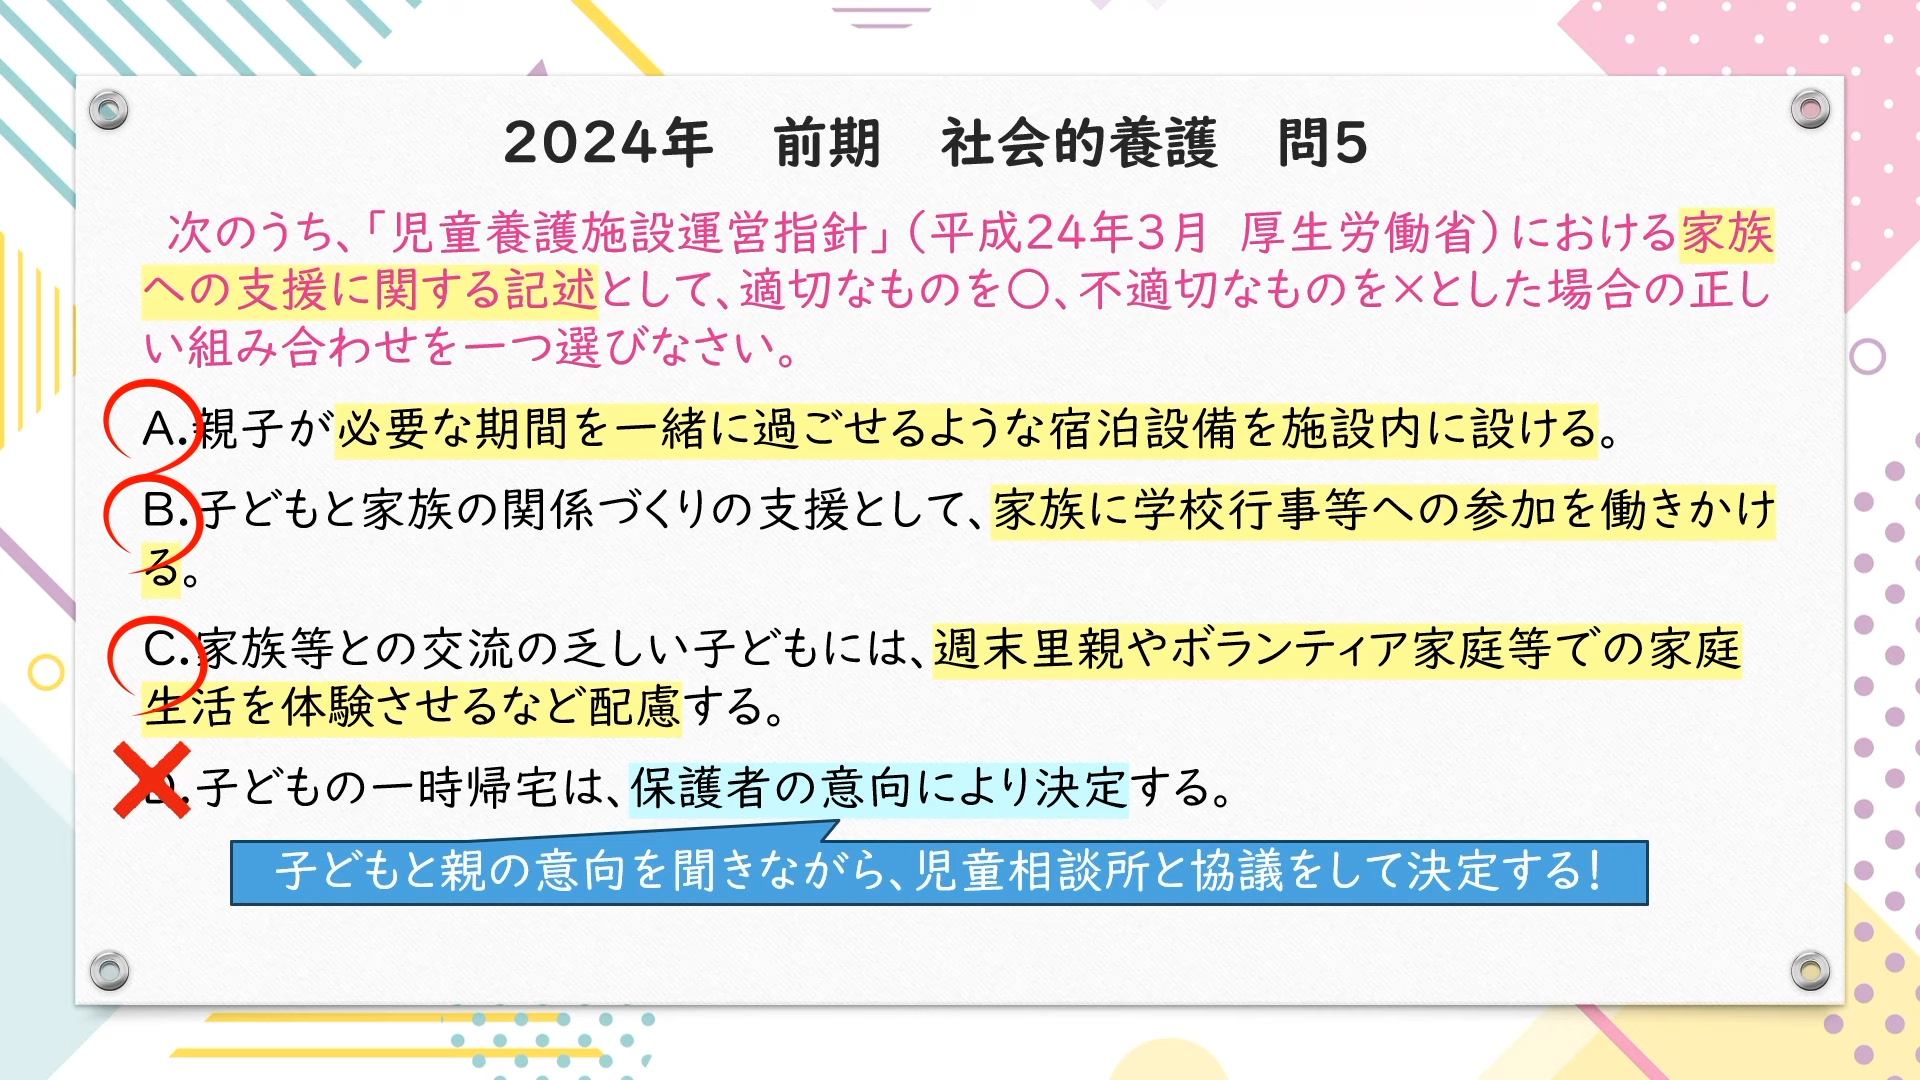 2024年　前期　社会的養護　問5
次のうち、「児童養護施設運営指針」（平成24年3月　厚生労働省）における家族
への支援に関する記述として、適切なものを〇、不適切なものを×とした場合の正し
い組み合わせを一つ選びなさい。
A.親子が必要な期間を一緒に過ごせるような宿泊設備を施設内に設ける。
B.子どもと家族の関係づくりの支援として、家族に学校行事等への参加を働きかけ
る。
C.家族等との交流の乏しい子どもには、週末里親やボランティア家庭等での家庭
生活を体験させるなど配慮する。
D.子どもの一時帰宅は、保護者の意向により決定する。
子どもと親の意向を聞きながら、児童相談所と協議をして決定する！